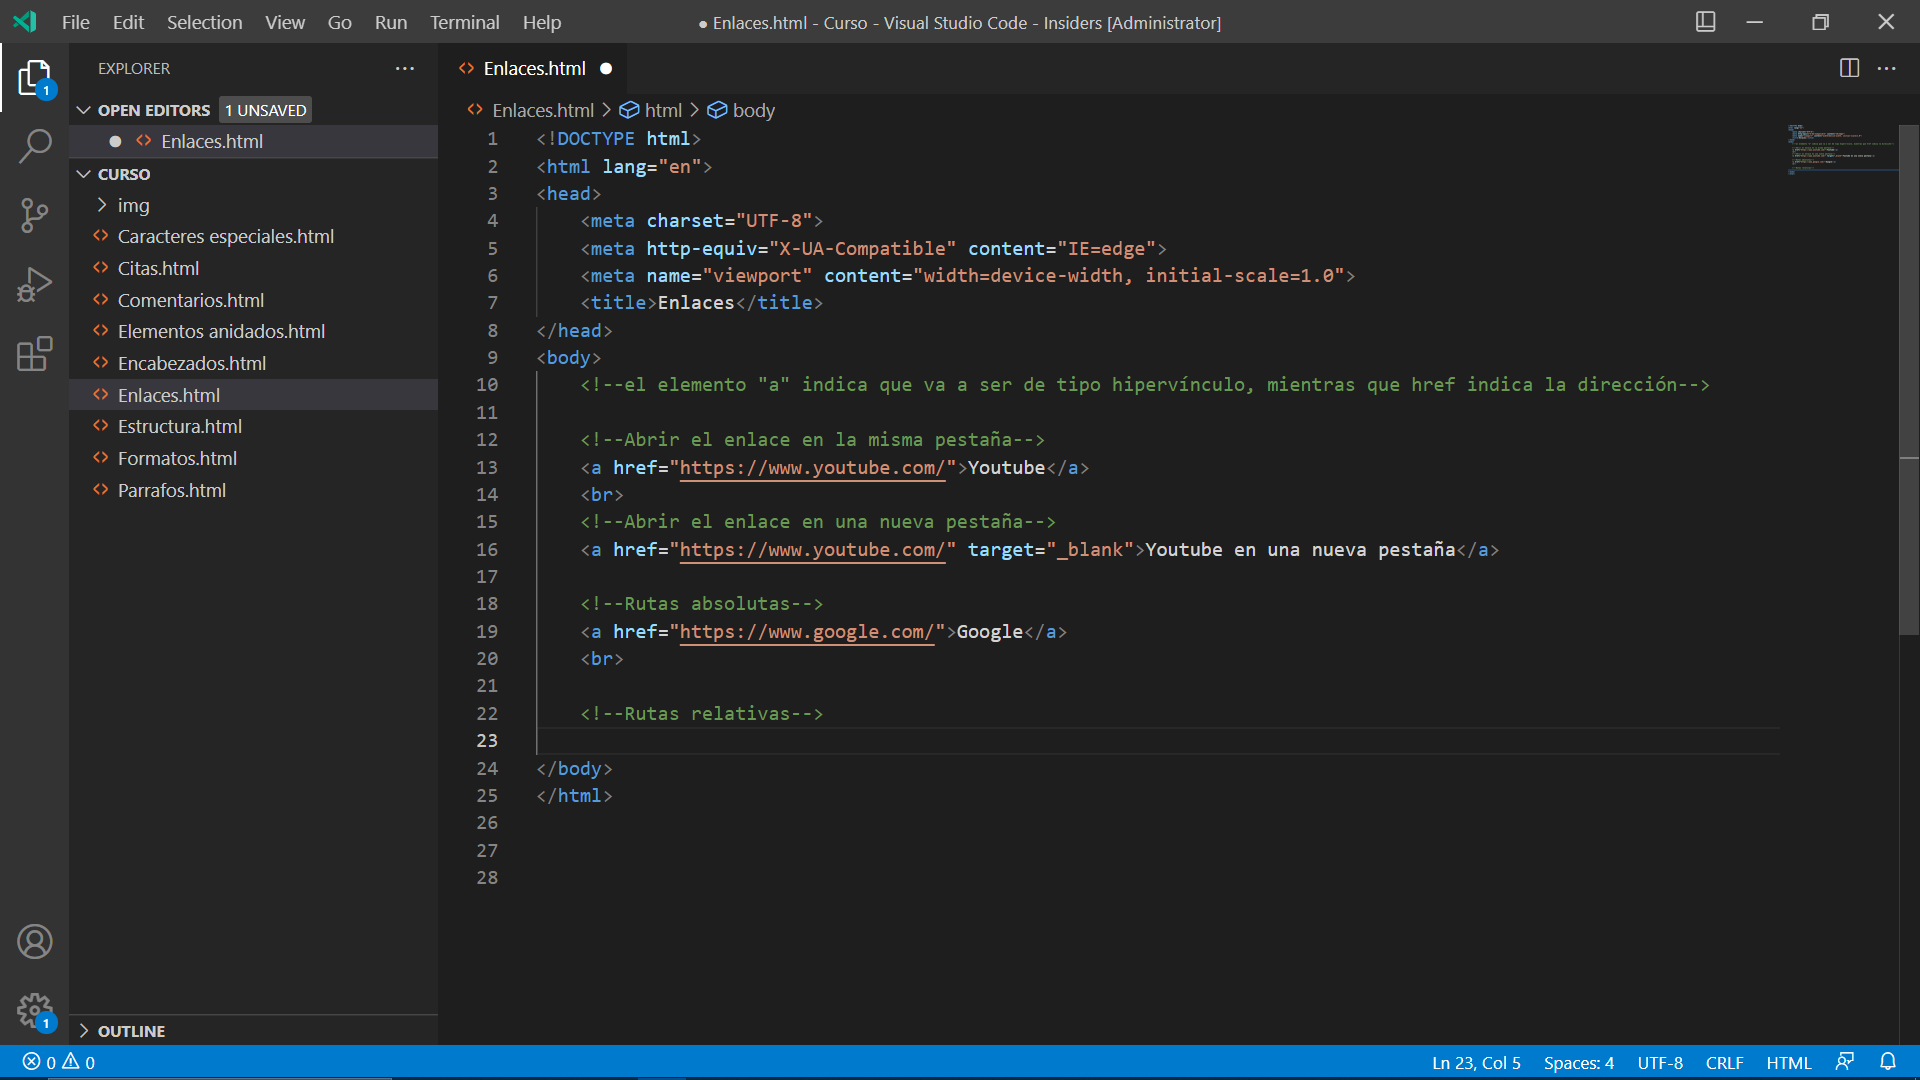 File Edit Selection View Go Run Terminal Help
● Enlaces.html - Curso - Visual Studio Code - Insiders [Administrator]
EXPLORER
OPEN EDITORS 1 UNSAVED
Enlaces.html
CURSO
img
Caracteres especiales.html
Citas.html
Comentarios.html
Elementos anidados.html
Encabezados.html
Enlaces.html
Estructura.html
Formatos.html
Parrafos.html
OUTLINE
1
1
Enlaces.html
Enlaces.html > html > body
1 <!DOCTYPE html>
2 <html lang="en">
3 <head>
4 <meta charset="UTF-8">
5 <meta http-equiv="X-UA-Compatible" content="IE=edge">
6 <meta name="viewport" content="width=device-width, initial-scale=1.0">
7 <title>Enlaces</title>
8 </head>
9 <body>
10 <!--el elemento "a" indica que va a ser de tipo hipervínculo, mientras que href indica la dirección-->
11
12 <!--Abrir el enlace en la misma pestaña-->
13 <a href="https://www.youtube.com/">Youtube</a>
14 <br>
15 <!--Abrir el enlace en una nueva pestaña-->
16 <a href="https://www.youtube.com/" target="_blank">Youtube en una nueva pestaña</a>
17
18 <!--Rutas absolutas-->
19 <a href="https://www.google.com/">Google</a>
20 <br>
21
22 <!--Rutas relativas-->
23
24 </body>
25 </html>
26
27
28
0 0
Ln 23, Col 5 Spaces: 4 UTF-8 CRLF HTML